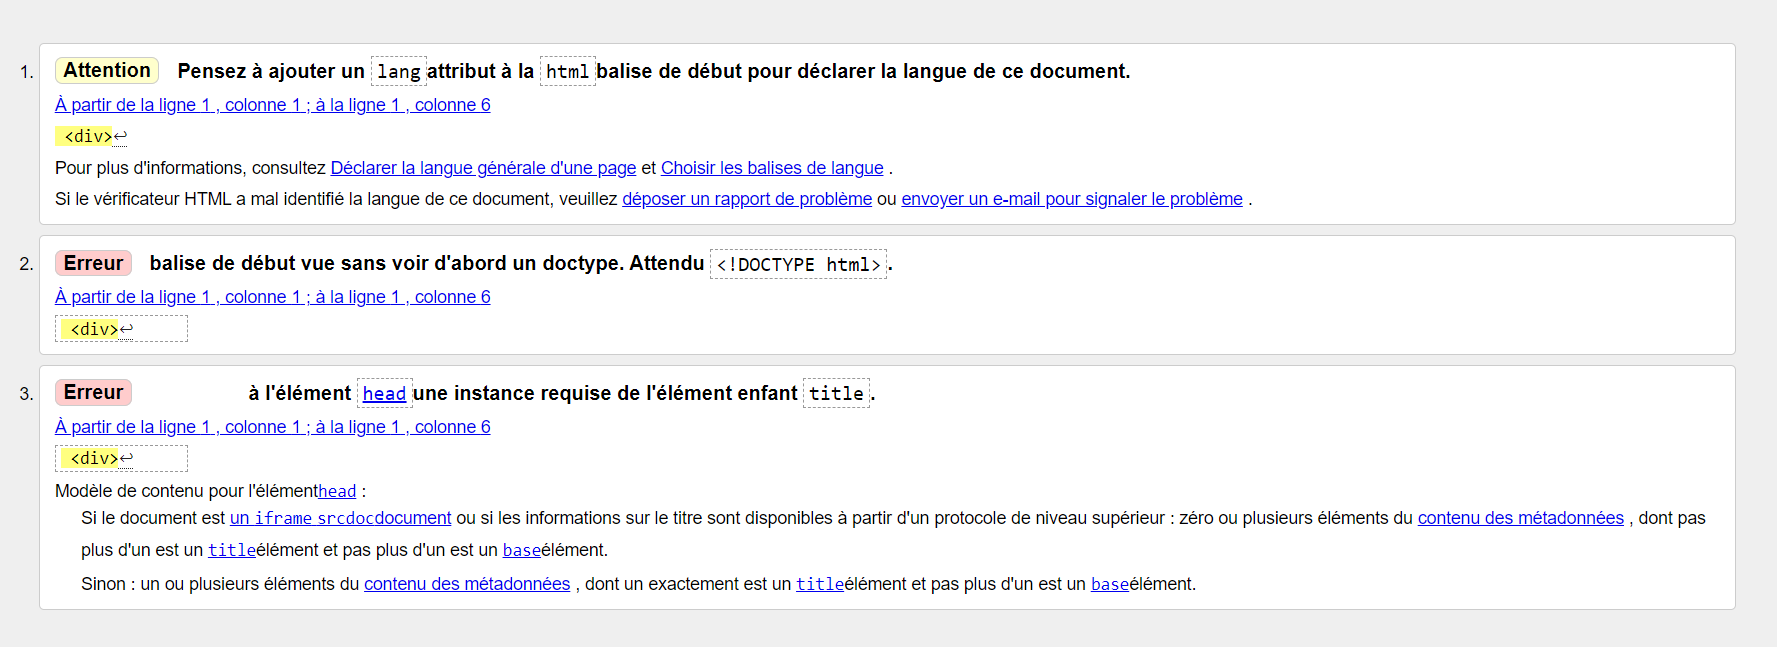 1. Attention Pensez à ajouter un lang attribut à la html balise de début pour déclarer la langue de ce document.
À partir de la ligne 1 , colonne 1 ; à la ligne 1 , colonne 6
<div>↩
Pour plus d'informations, consultez Déclarer la langue générale d'une page et Choisir les balises de langue .
Si le vérificateur HTML a mal identifié la langue de ce document, veuillez déposer un rapport de problème ou envoyer un e-mail pour signaler le problème .
2. Erreur balise de début vue sans voir d'abord un doctype. Attendu <!DOCTYPE html>.
À partir de la ligne 1 , colonne 1 ; à la ligne 1 , colonne 6
<div>↩
3. Erreur à l'élément head une instance requise de l'élément enfant title.
À partir de la ligne 1 , colonne 1 ; à la ligne 1 , colonne 6
<div>↩
Modèle de contenu pour l'élémenthead :
Si le document est un iframe srcdocdocument ou si les informations sur le titre sont disponibles à partir d'un protocole de niveau supérieur : zéro ou plusieurs éléments du contenu des métadonnées , dont pas
plus d'un est un titleélément et pas plus d'un est un baseélément.
Sinon : un ou plusieurs éléments du contenu des métadonnées , dont un exactement est un titleélément et pas plus d'un est un baseélément.